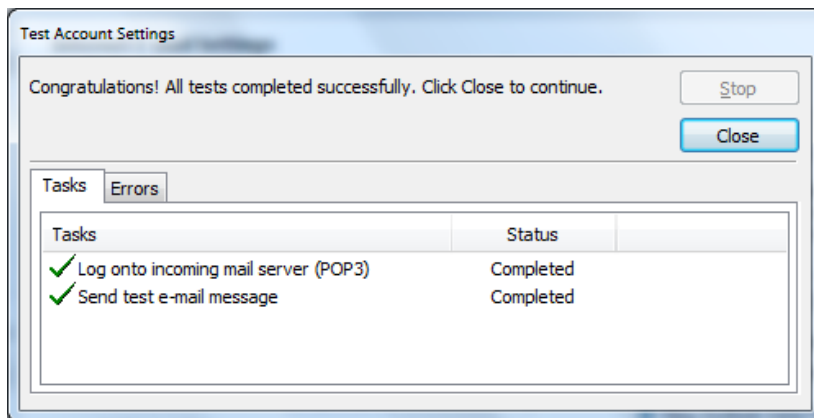 Test Account Settings
Congratulations! All tests completed successfully. Click Close to continue.
Stop
Close
Tasks Errors
Tasks Status
Log onto incoming mail server (POP3) Completed
Send test e-mail message Completed